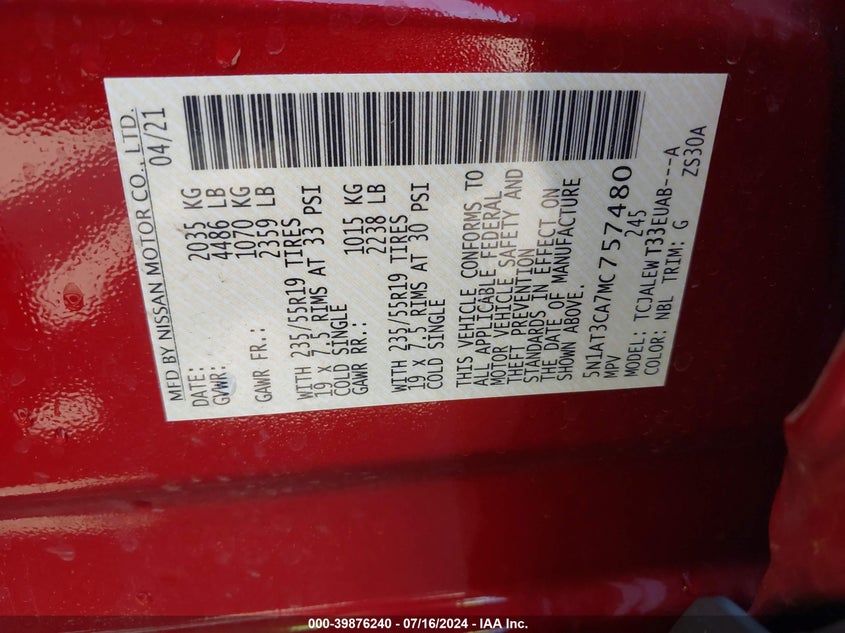 MFD BY NISSAN MOTOR CO., LTD.
DATE: 04/21
GVWR: 2035 KG
4486 LB
GAWR FR.: 1070 KG
2359 LB
WITH 235/55R19 TIRES
19 X 7.5 RIMS AT 33 PSI
COLD SINGLE
GAWR RR.: 1015 KG
2238 LB
WITH 235/55R19 TIRES
19 X 7.5 RIMS AT 30 PSI
COLD SINGLE
THIS VEHICLE CONFORMS TO
ALL APPLICABLE FEDERAL
MOTOR VEHICLE SAFETY AND
THEFT PREVENTION
STANDARDS IN EFFECT ON
THE DATE OF MANUFACTURE
SHOWN ABOVE.
5N1AT3CA7MC757480
MPV 245
MODEL: TCJALEWT33EUAB---A
COLOR: NBL TRIM: G ZS30A
000-39876240 - 07/16/2024 - IAA Inc.